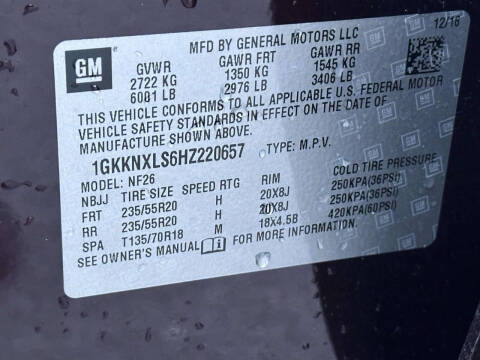 MFD BY GENERAL MOTORS LLC 12/16
GM
GVWR GAWR FRT GAWR RR
2722 KG 1350 KG 1545 KG
6001 LB 2976 LB 3406 LB
THIS VEHICLE CONFORMS TO ALL APPLICABLE U.S. FEDERAL MOTOR
VEHICLE SAFETY STANDARDS IN EFFECT ON THE DATE OF
MANUFACTURE SHOWN ABOVE.
1GKKNXLS6HZ220657 TYPE: M.P.V.
MODEL: NF26
NBJJ TIRE SIZE SPEED RTG RIM COLD TIRE PRESSURE
FRT 235/55R20 H 20X8J 250KPA(36PSI)
RR 235/55R20 H 20X8J 250KPA(36PSI)
SPA T135/70R18 M 18X4.5B 420KPA(60PSI)
SEE OWNER'S MANUAL FOR MORE INFORMATION.